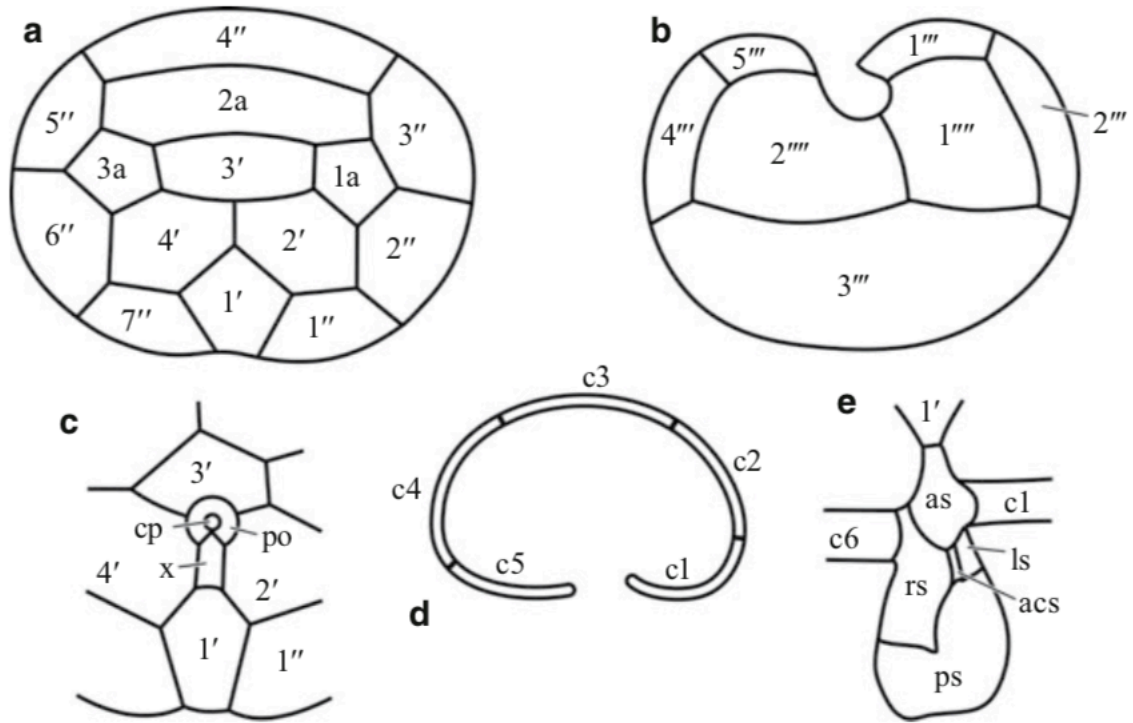 a
4″
2a
5″
3″
3a
3′
1a
6″
4′
2′
2″
7″
1′
1″
b
5‴
1‴
4‴
2⁗
1⁗
2‴
3‴
c
3′
cp
po
x
4′
2′
1′
1″
d
c3
c4
c2
c5
c1
e
1′
as
c1
c6
ls
rs
acs
ps